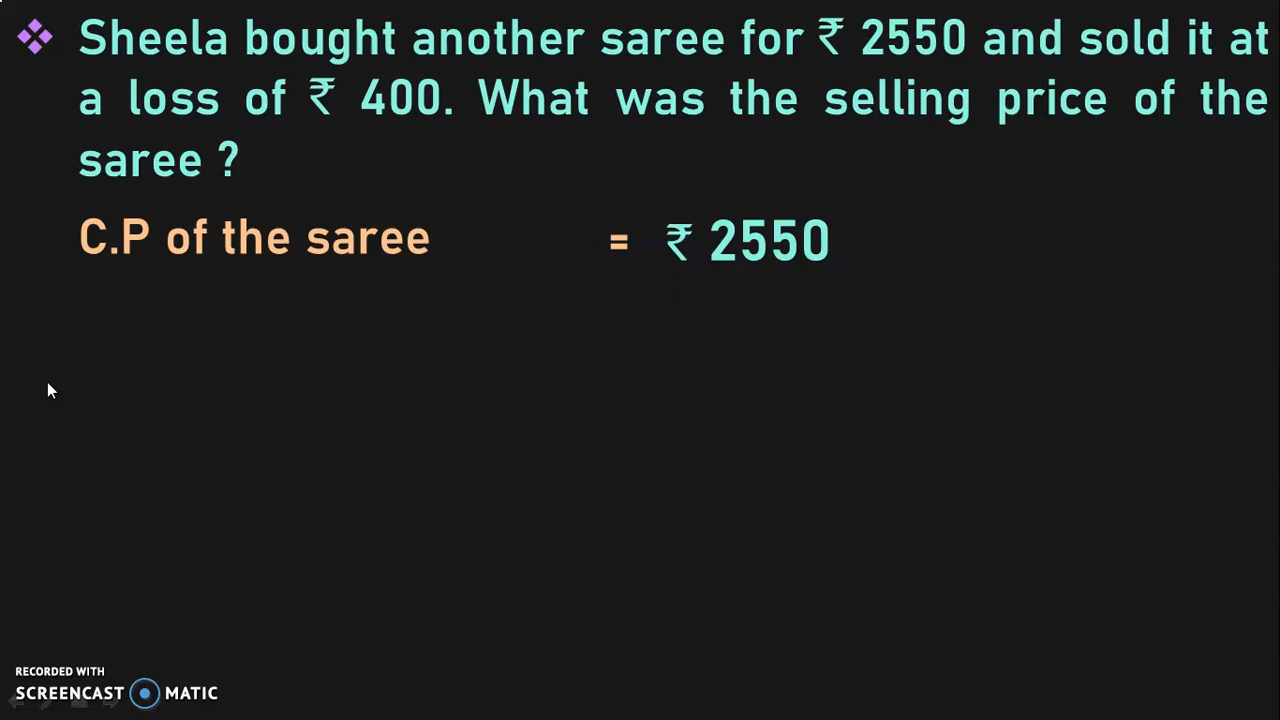 Sheela bought another saree for ₹ 2550 and sold it at
a loss of ₹ 400. What was the selling price of the
saree ?
C.P of the saree = ₹ 2550
RECORDED WITH
SCREENCAST MATIC